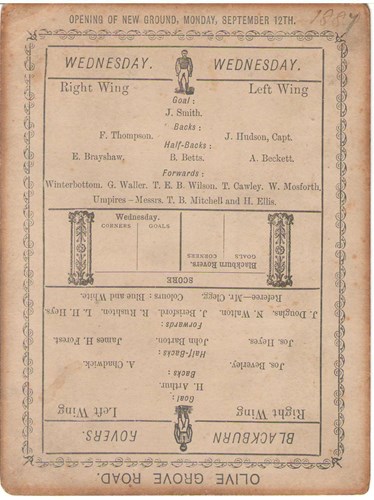 OPENING OF NEW GROUND, MONDAY, SEPTEMBER 12TH.
1887
WEDNESDAY. WEDNESDAY.
Right Wing Left Wing
Goal:
J. Smith.
Backs:
F. Thompson. J. Hudson, Capt.
Half-Backs:
E. Brayshaw, B. Betts. A. Beckett.
Forwards:
Winterbottom. G. Waller. T. E. B. Wilson. T. Cawley. W. Mosforth.
Umpires – Messrs. T. B. Mitchell and H. Ellis.
Wednesday.
CORNERS GOALS
OLIVE GROVE ROAD.
BLACKBURN ROVERS.
Right Wing Left Wing
Goal:
H. Arthur.
Backs:
Jos. Beverley. A. Chadwick.
Half-Backs:
Jos. Heyes. John Barton. James H. Forest.
Forwards:
J. Douglas. N. Walton. J. Berisford. R. Rushton. L. H. Heys.
Referee—Mr. Clegg. Colours: Blue and White.
SCORE
Blackburn Rovers.
GOALS CORNERS